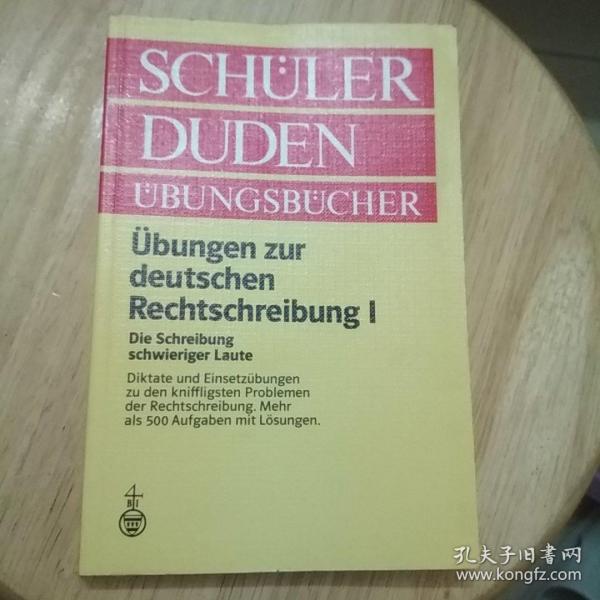 SCHÜLER
DUDEN
ÜBUNGSBÜCHER
Übungen zur
deutschen
Rechtschreibung I
Die Schreibung
schwieriger Laute
Diktate und Einsetzübungen
zu den kniffligsten Problemen
der Rechtschreibung. Mehr
als 500 Aufgaben mit Lösungen.
B I
孔夫子旧书网
www.kongfz.com